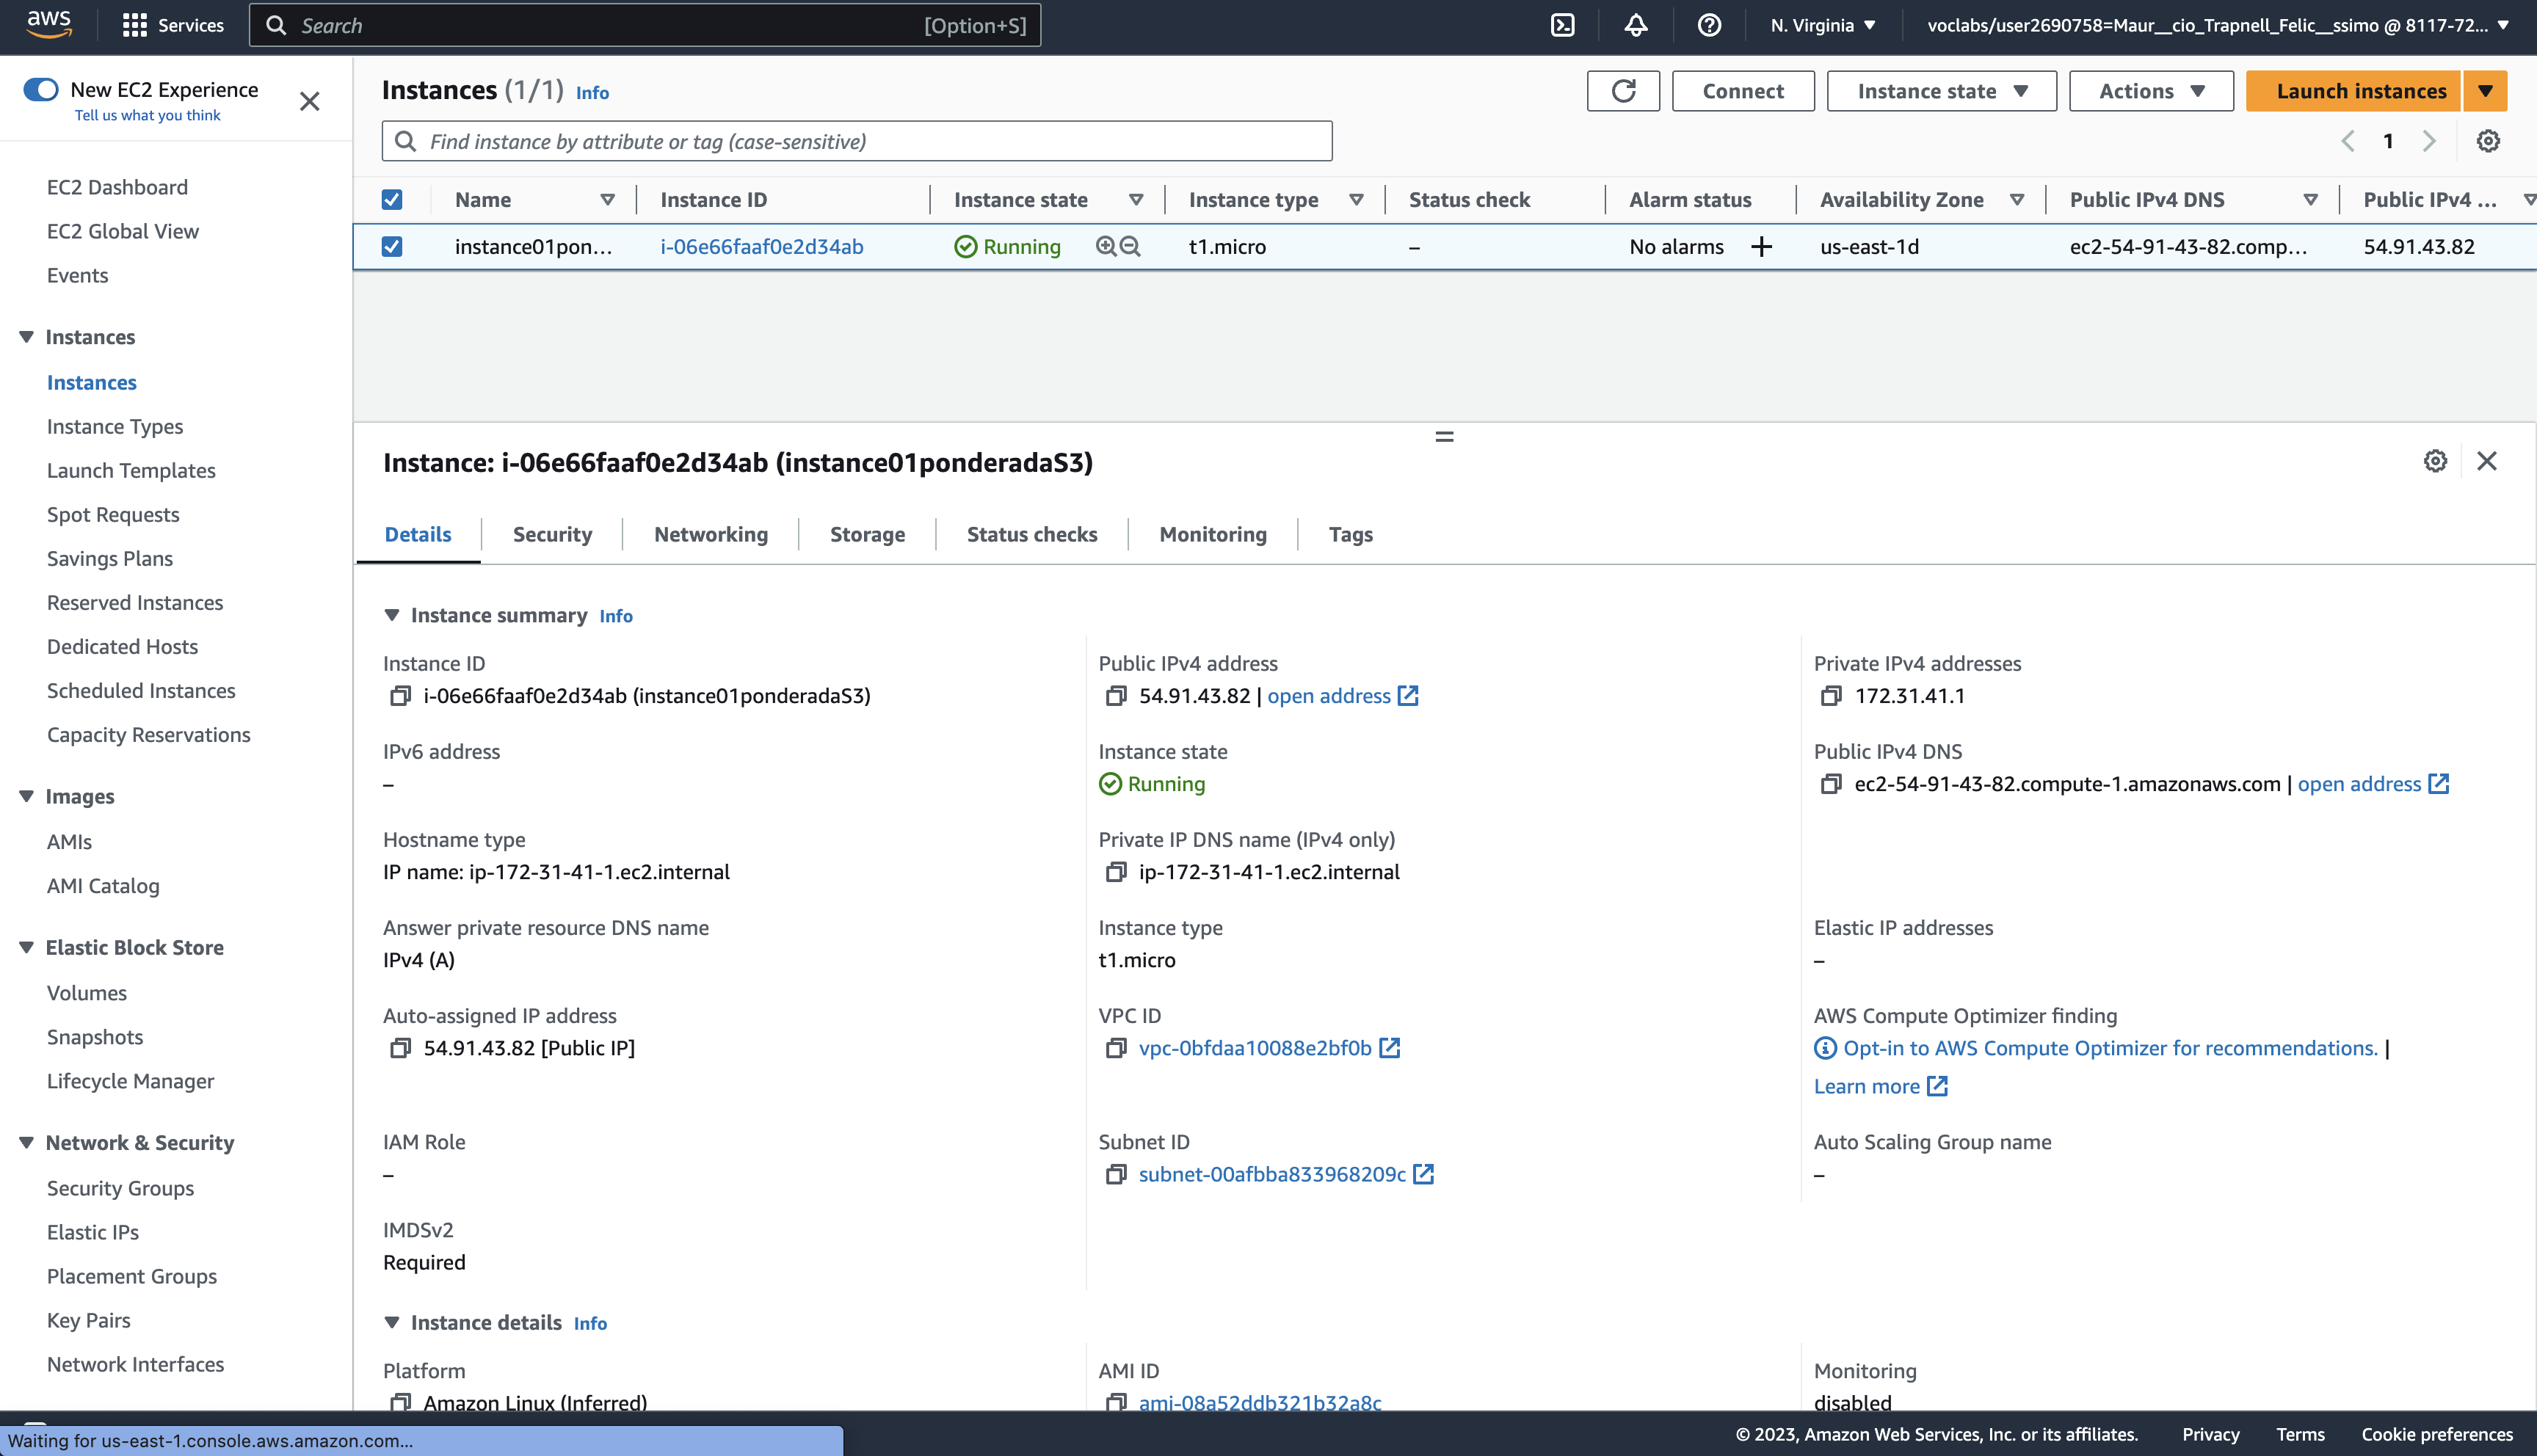 aws
Services
Search [Option+S]
N. Virginia
voclabs/user2690758=Maur__cio_Trapnell_Felic__ssimo @ 8117-72...
New EC2 Experience
Tell us what you think
EC2 Dashboard
EC2 Global View
Events
Instances
Instances
Instance Types
Launch Templates
Spot Requests
Savings Plans
Reserved Instances
Dedicated Hosts
Scheduled Instances
Capacity Reservations
Images
AMIs
AMI Catalog
Elastic Block Store
Volumes
Snapshots
Lifecycle Manager
Network & Security
Security Groups
Elastic IPs
Placement Groups
Key Pairs
Network Interfaces
Instances (1/1) Info
Connect
Instance state
Actions
Launch instances
Find instance by attribute or tag (case-sensitive)
1
Name Instance ID Instance state Instance type Status check Alarm status Availability Zone Public IPv4 DNS Public IPv4 ...
instance01pon... i-06e66faaf0e2d34ab Running t1.micro – No alarms + us-east-1d ec2-54-91-43-82.comp... 54.91.43.82
Instance: i-06e66faaf0e2d34ab (instance01ponderadaS3)
Details Security Networking Storage Status checks Monitoring Tags
Instance summary Info
Instance ID
i-06e66faaf0e2d34ab (instance01ponderadaS3)
Public IPv4 address
54.91.43.82 | open address
Private IPv4 addresses
172.31.41.1
IPv6 address
–
Instance state
Running
Public IPv4 DNS
ec2-54-91-43-82.compute-1.amazonaws.com | open address
Hostname type
IP name: ip-172-31-41-1.ec2.internal
Private IP DNS name (IPv4 only)
ip-172-31-41-1.ec2.internal
Answer private resource DNS name
IPv4 (A)
Instance type
t1.micro
Elastic IP addresses
–
Auto-assigned IP address
54.91.43.82 [Public IP]
VPC ID
vpc-0bfdaa10088e2bf0b
AWS Compute Optimizer finding
Opt-in to AWS Compute Optimizer for recommendations. |
Learn more
IAM Role
–
Subnet ID
subnet-00afbba833968209c
Auto Scaling Group name
–
IMDSv2
Required
Instance details Info
Platform
Amazon Linux (Inferred)
AMI ID
ami-08a52ddb321b32a8c
Monitoring
disabled
Waiting for us-east-1.console.aws.amazon.com...
© 2023, Amazon Web Services, Inc. or its affiliates. Privacy Terms Cookie preferences